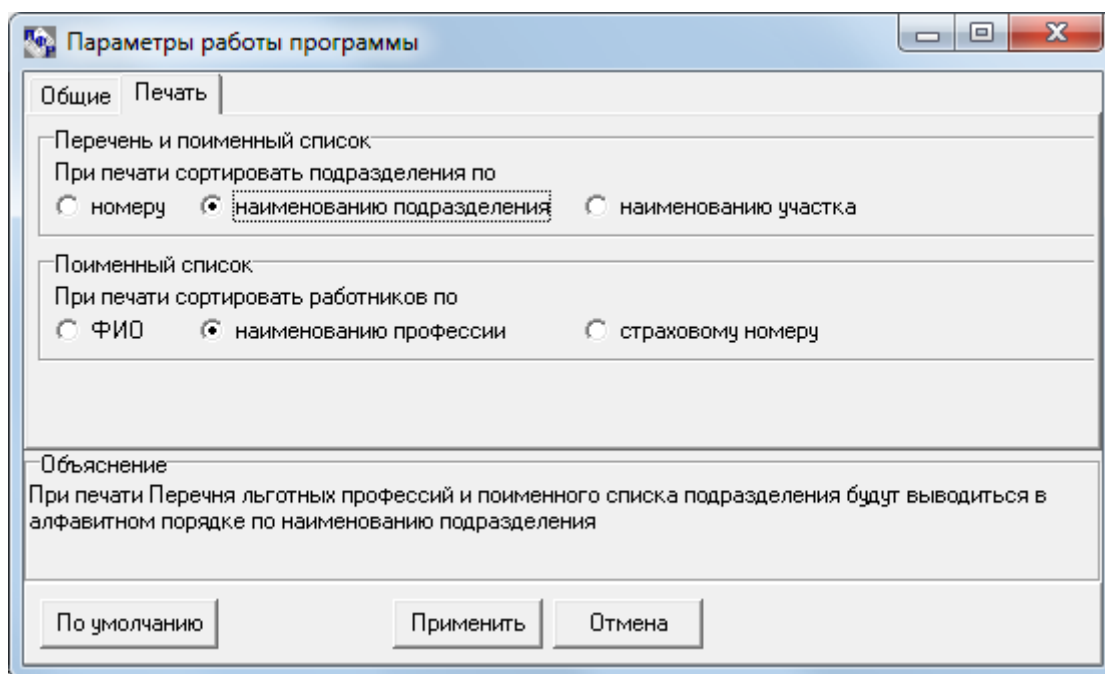 ПФР Параметры работы программы
Общие Печать
Перечень и поименный список
При печати сортировать подразделения по
номеру наименованию подразделения наименованию участка
Поименный список
При печати сортировать работников по
ФИО наименованию профессии страховому номеру
Объяснение
При печати Перечня льготных профессий и поименного списка подразделения будут выводиться в
алфавитном порядке по наименованию подразделения
По умолчанию Применить Отмена